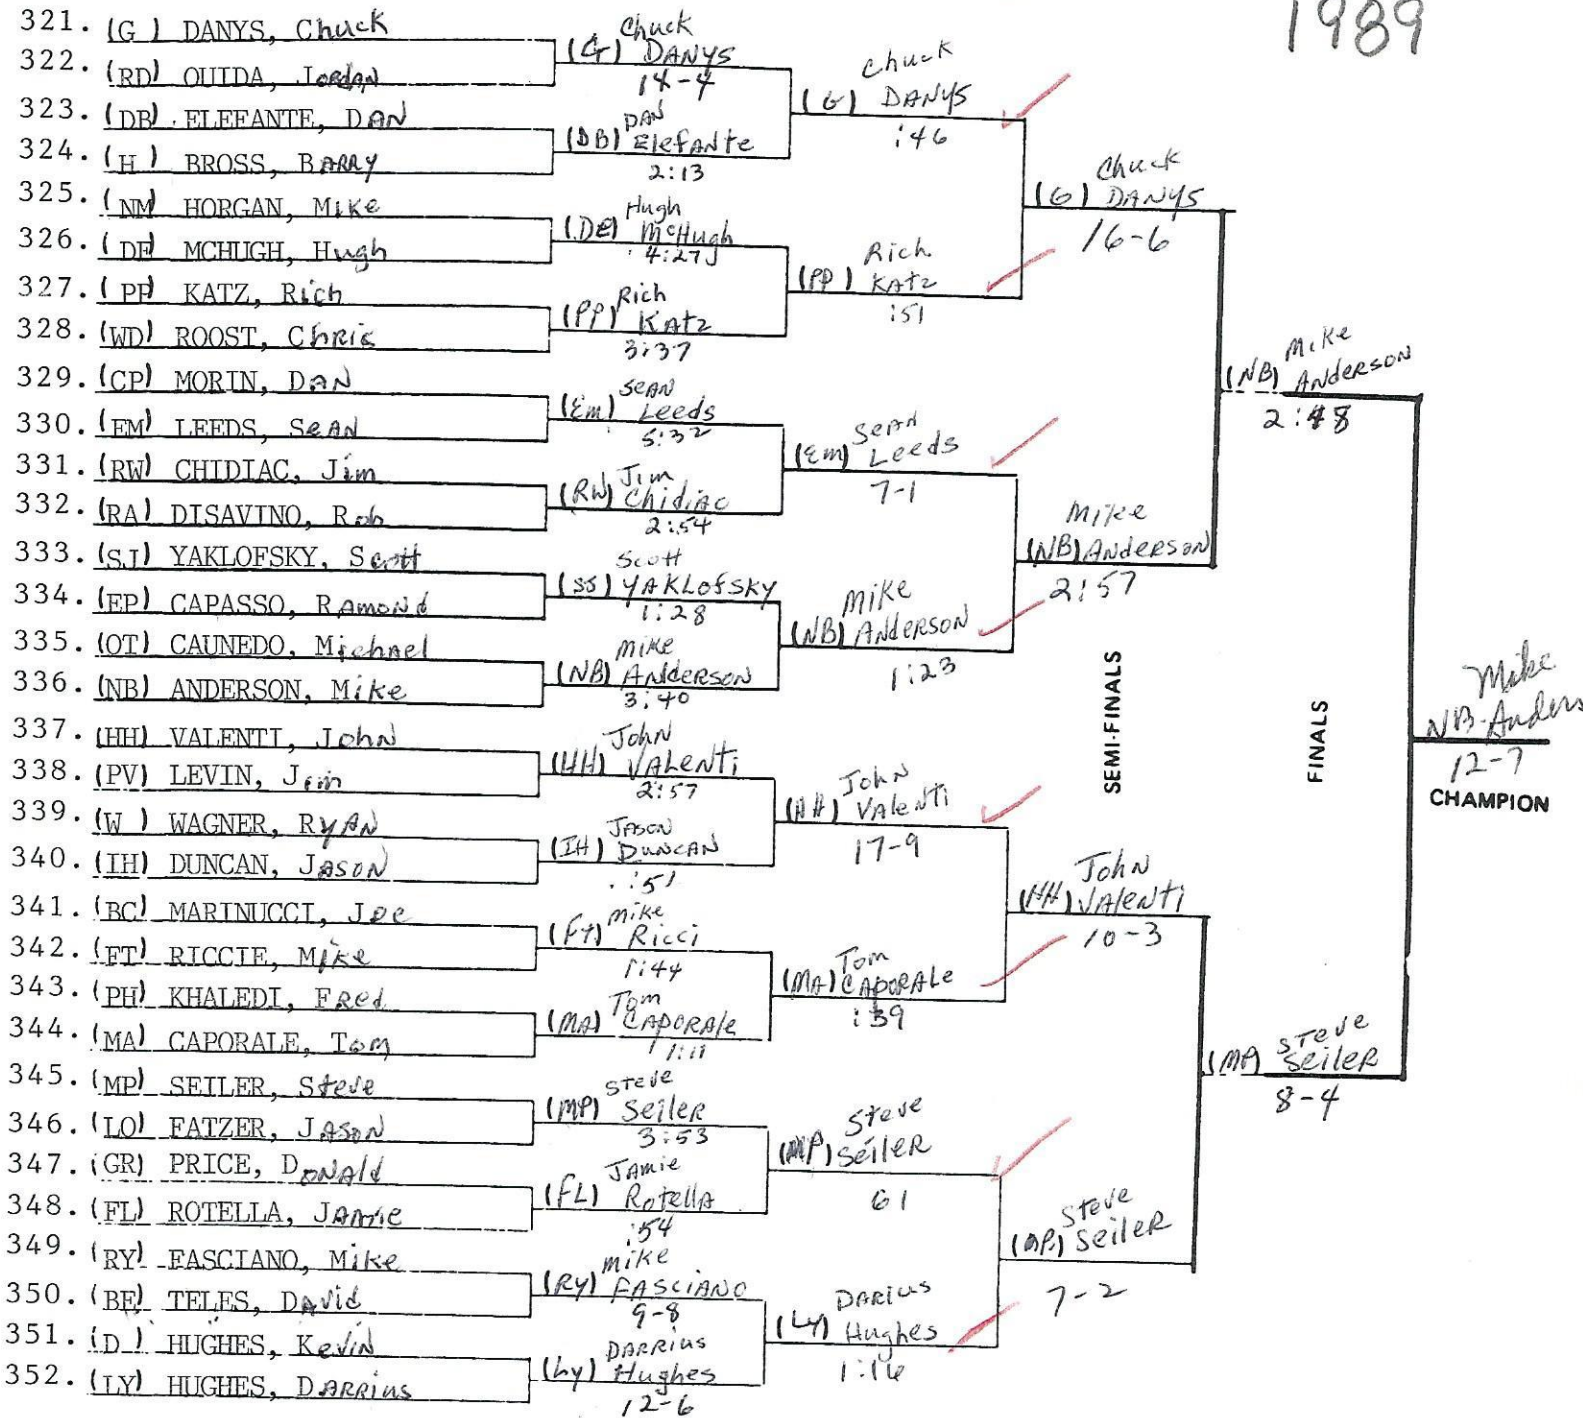 1989
321. (G ) DANYS, Chuck
322. (RD) OUIDA, Jordan
323. (DB) ELEFANTE, DAN
324. (H ) BROSS, BARRY
325. (NM) HORGAN, Mike
326. (DE) MCHUGH, Hugh
327. (PP) KATZ, Rich
328. (WD) ROOST, Chris
329. (CP) MORIN, DAN
330. (EM) LEEDS, SeAN
331. (RW) CHIDIAC, Jim
332. (RA) DISAVINO, Rob
333. (SJ) YAKLOFSKY, Scott
334. (EP) CAPASSO, RAmond
335. (OT) CAUNEDO, Michael
336. (NB) ANDERSON, Mike
337. (HH) VALENTI, John
338. (PV) LEVIN, Jim
339. (W ) WAGNER, RYAN
340. (IH) DUNCAN, JASON
341. (BC) MARINUCCI, Joe
342. (FT) RICCIE, Mike
343. (PH) KHALEDI, FRed
344. (MA) CAPORALE, Tom
345. (MP) SEILER, Steve
346. (LO) FATZER, JASON
347. (GR) PRICE, DONAld
348. (FL) ROTELLA, JAmie
349. (RY) FASCIANO, Mike
350. (BF) TELES, DAvid
351. (D ) HUGHES, Kevin
352. (LY) HUGHES, DARRIUS
Chuck
(G) DANYS
14-4
DAN
(DB) ElefANte
2:13
Hugh
(DE) McHugh
4:27
Rich
(PP) KAtz
3:37
SeAN
(Em) Leeds
5:32
Jim
(RW) Chidiac
2:54
Scott
(SJ) YAKLofSKY
1:28
Mike
(NB) ANdeRSON
3:40
John
(HH) VALeNti
2:57
JASON
(IH) DUNCAN
:51
Mike
(FT) Ricci
1:44
Tom
(MA) CAPORAle
1:11
Steve
(MP) SeileR
3:53
JAmie
(FL) Rotella
:54
Mike
(RY) FASCIANO
9-8
DARRIUS
(Ly) Hughes
12-6
Chuck
(G) DANYS
:46
Rich
(PP) KAtz
:51
SeAN
(Em) Leeds
7-1
Mike
(NB) ANdeRSON
1:23
John
(HH) VAleNti
17-9
Tom
(MA) CAPORALe
:39
Steve
(MP) SeileR
6 1
DARIUS
(LY) Hughes
1:16
Chuck
(G) DANYS
16-6
Mike
(NB) ANdeRSON
2:57
John
(HH) VAleNti
10-3
Steve
(MP) SeileR
7-2
SEMI-FINALS
Mike
(NB) ANdeRSON
2:48
Steve
(MP) SeileR
8-4
FINALS
Mike
NB-Anders
12-7
CHAMPION